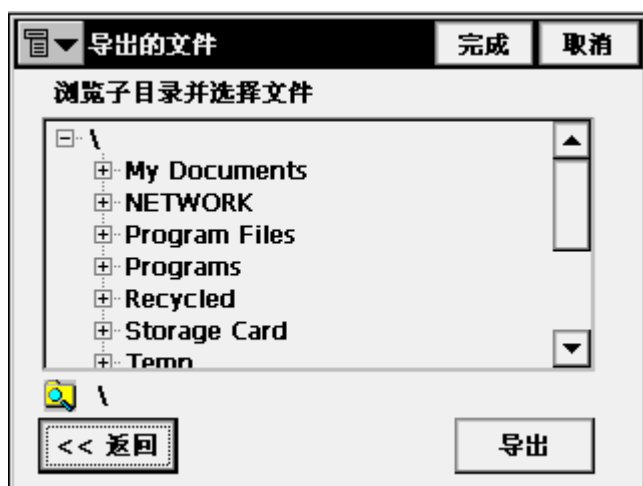 导出的文件 完成 取消
浏览子目录并选择文件
\
My Documents
NETWORK
Program Files
Programs
Recycled
Storage Card
Temp
\
<< 返回 导出